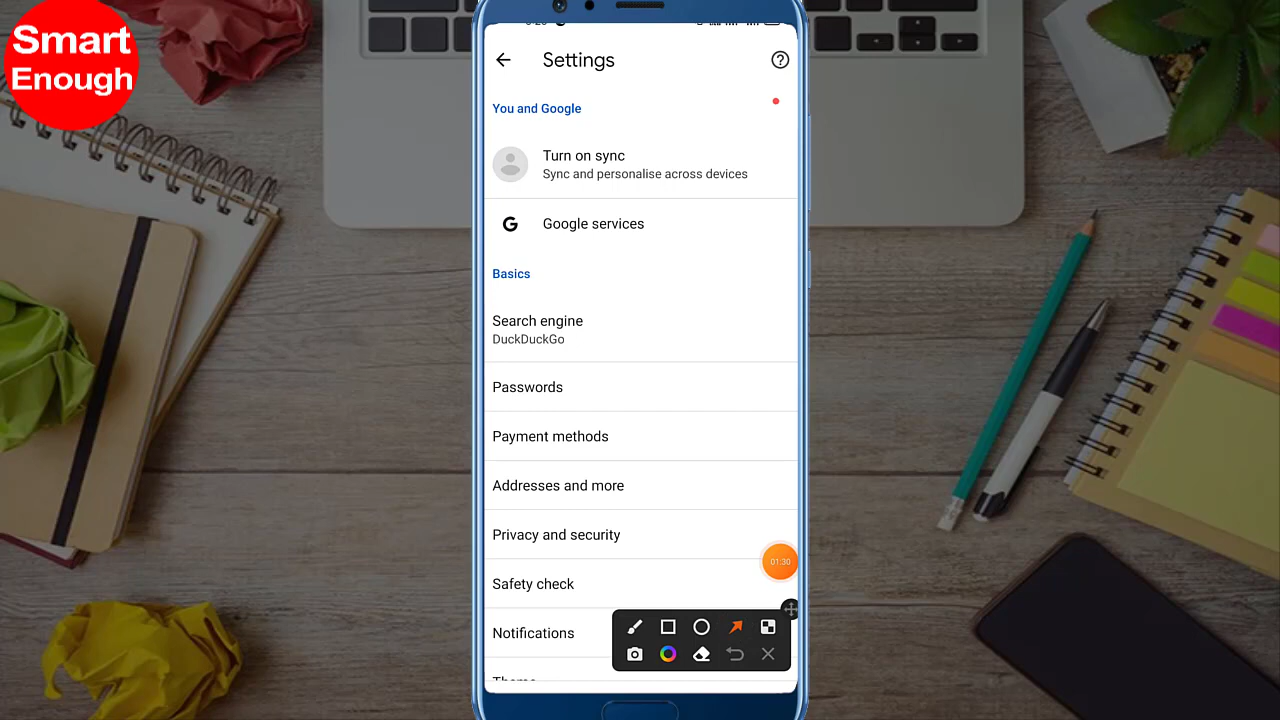 Smart
Enough
Settings
You and Google
Turn on sync
Sync and personalise across devices
G
Google services
Basics
Search engine
DuckDuckGo
Passwords
Payment methods
Addresses and more
Privacy and security
01:30
Safety check
Notifications